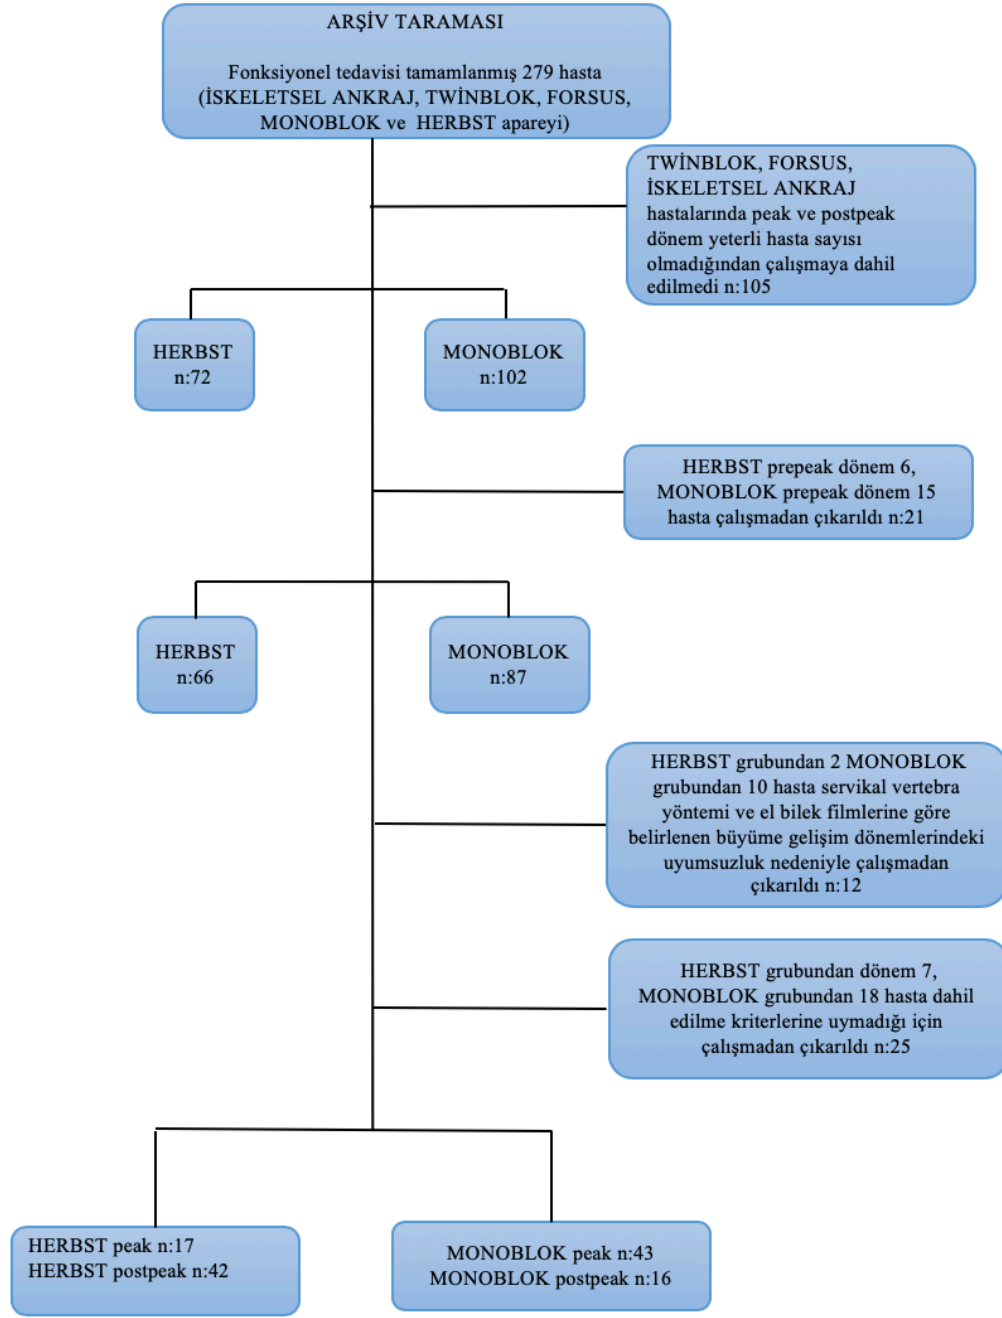 ARŞİV TARAMASI
Fonksiyonel tedavisi tamamlanmış 279 hasta
(İSKELETSEL ANKRAJ, TWİNBLOK, FORSUS,
MONOBLOK ve HERBST apareyi)
TWİNBLOK, FORSUS,
İSKELETSEL ANKRAJ
hastalarında peak ve postpeak
dönem yeterli hasta sayısı
olmadığından çalışmaya dahil
edilmedi n:105
HERBST
n:72
MONOBLOK
n:102
HERBST prepeak dönem 6,
MONOBLOK prepeak dönem 15
hasta çalışmadan çıkarıldı n:21
HERBST
n:66
MONOBLOK
n:87
HERBST grubundan 2 MONOBLOK
grubundan 10 hasta servikal vertebra
yöntemi ve el bilek filmlerine göre
belirlenen büyüme gelişim dönemlerindeki
uyumsuzluk nedeniyle çalışmadan
çıkarıldı n:12
HERBST grubundan dönem 7,
MONOBLOK grubundan 18 hasta dahil
edilme kriterlerine uymadığı için
çalışmadan çıkarıldı n:25
HERBST peak n:17
HERBST postpeak n:42
MONOBLOK peak n:43
MONOBLOK postpeak n:16